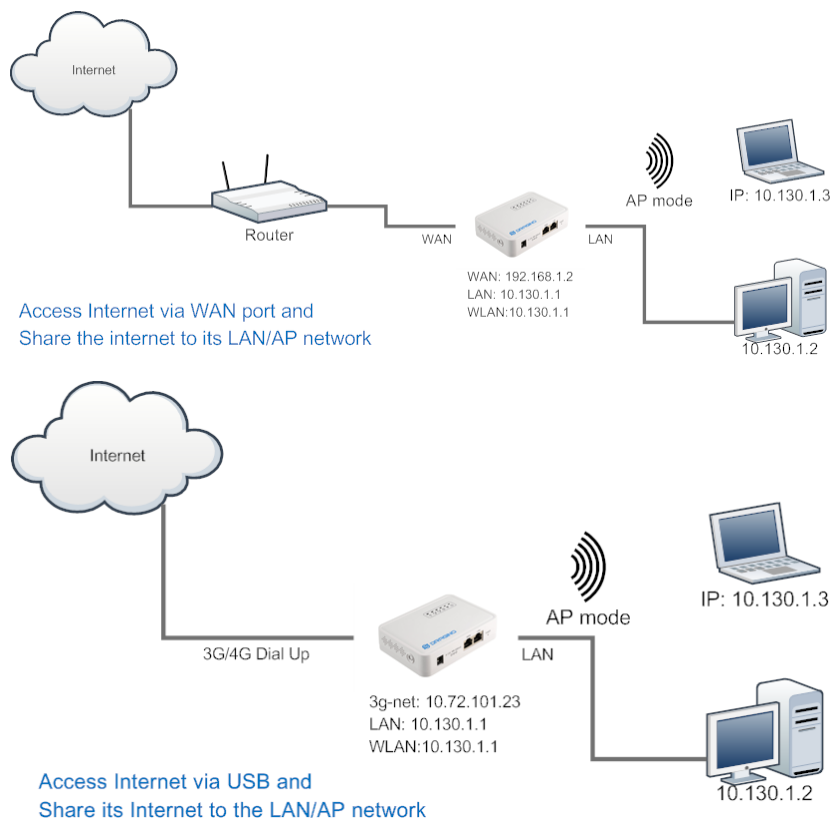 Internet
AP mode
IP: 10.130.1.3
Router
WAN
LAN
WAN: 192.168.1.2
LAN: 10.130.1.1
WLAN:10.130.1.1
Access Internet via WAN port and
Share the internet to its LAN/AP network
10.130.1.2
Internet
AP mode
IP: 10.130.1.3
3G/4G Dial Up
LAN
3g-net: 10.72.101.23
LAN: 10.130.1.1
WLAN:10.130.1.1
Access Internet via USB and
Share its Internet to the LAN/AP network
10.130.1.2